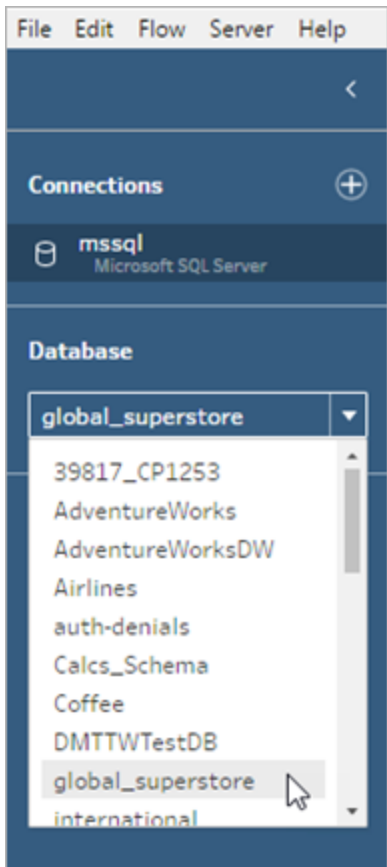 File Edit Flow Server Help
Connections
mssql
Microsoft SQL Server
Database
global_superstore
39817_CP1253
AdventureWorks
AdventureWorksDW
Airlines
auth-denials
Calcs_Schema
Coffee
DMTTWTestDB
global_superstore
international